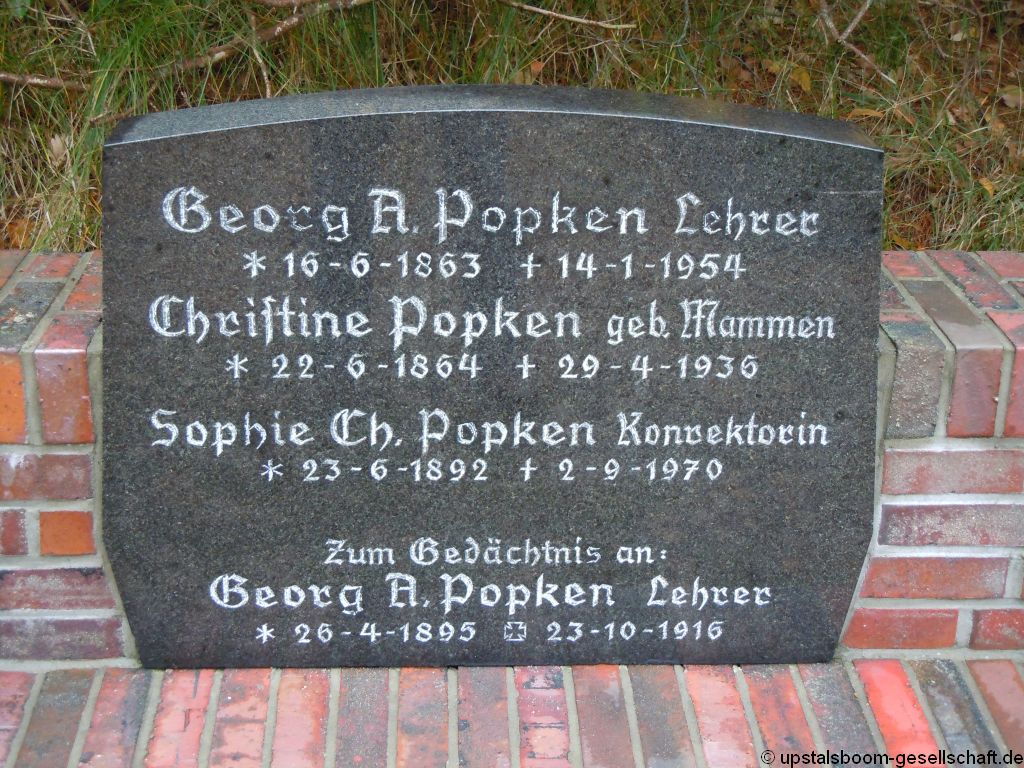 Georg A. Popken Lehrer
* 16-6-1863 + 14-1-1954
Chriſtine Popken geb. Mammen
* 22-6-1864 + 29-4-1936
Sophie Ch. Popken Konrektorin
* 23-6-1892 + 2-9-1970
Zum Gedächtnis an:
Georg A. Popken Lehrer
* 26-4-1895 ✠ 23-10-1916
© upstalsboom-gesellschaft.de